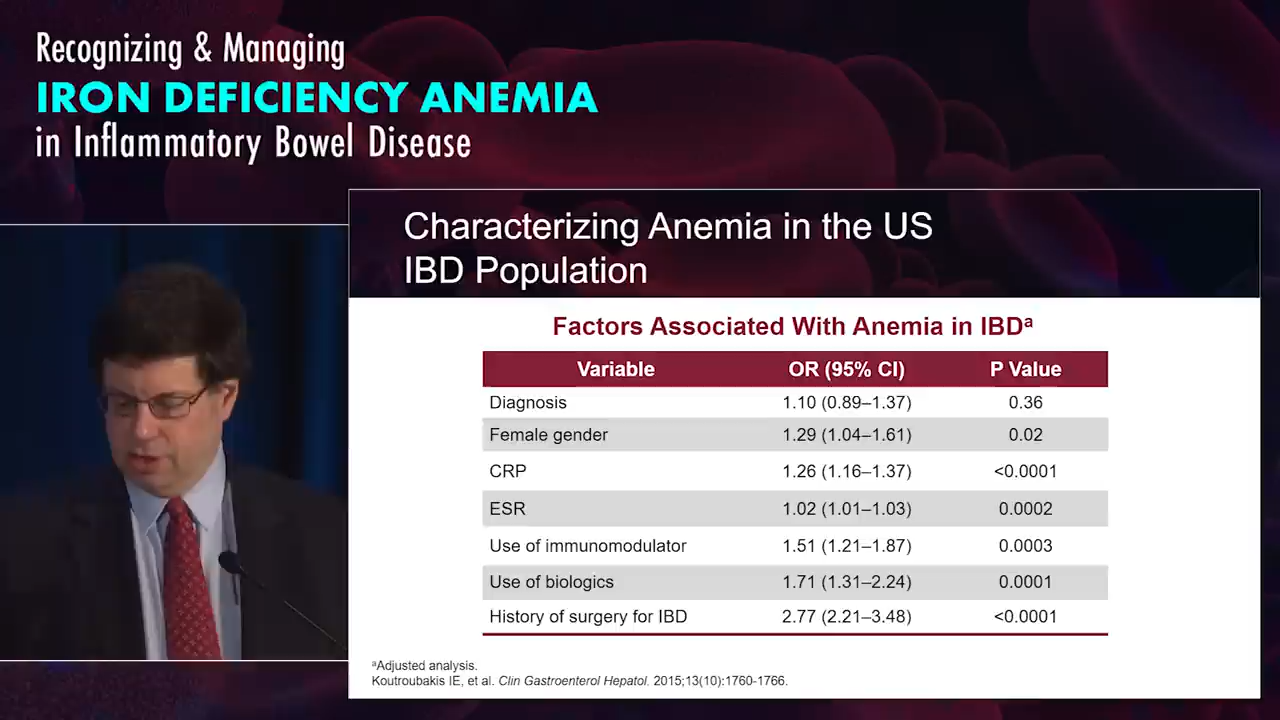 Recognizing & Managing
IRON DEFICIENCY ANEMIA
in Inflammatory Bowel Disease
Characterizing Anemia in the US
IBD Population
Factors Associated With Anemia in IBDᵃ
Variable OR (95% CI) P Value
Diagnosis 1.10 (0.89–1.37) 0.36
Female gender 1.29 (1.04–1.61) 0.02
CRP 1.26 (1.16–1.37) <0.0001
ESR 1.02 (1.01–1.03) 0.0002
Use of immunomodulator 1.51 (1.21–1.87) 0.0003
Use of biologics 1.71 (1.31–2.24) 0.0001
History of surgery for IBD 2.77 (2.21–3.48) <0.0001
ᵃAdjusted analysis.
Koutroubakis IE, et al. Clin Gastroenterol Hepatol. 2015;13(10):1760-1766.